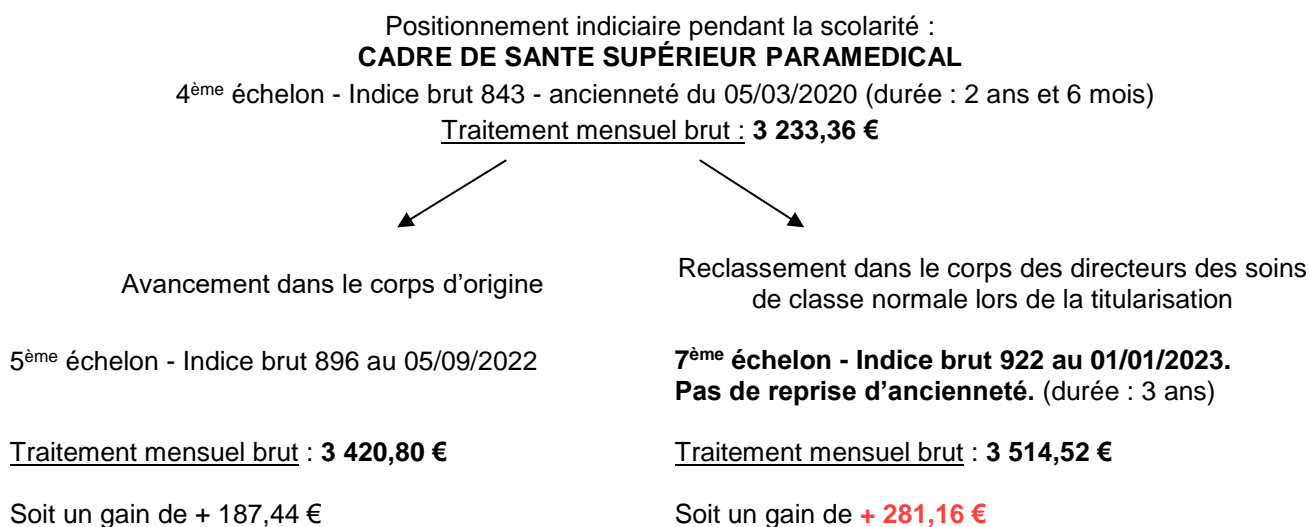 Positionnement indiciaire pendant la scolarité :
CADRE DE SANTE SUPÉRIEUR PARAMEDICAL
4ème échelon - Indice brut 843 - ancienneté du 05/03/2020 (durée : 2 ans et 6 mois)
Traitement mensuel brut : 3 233,36 €
Avancement dans le corps d'origine
5ème échelon - Indice brut 896 au 05/09/2022
Traitement mensuel brut : 3 420,80 €
Soit un gain de + 187,44 €
Reclassement dans le corps des directeurs des soins
de classe normale lors de la titularisation
7ème échelon - Indice brut 922 au 01/01/2023.
Pas de reprise d'ancienneté. (durée : 3 ans)
Traitement mensuel brut : 3 514,52 €
Soit un gain de + 281,16 €